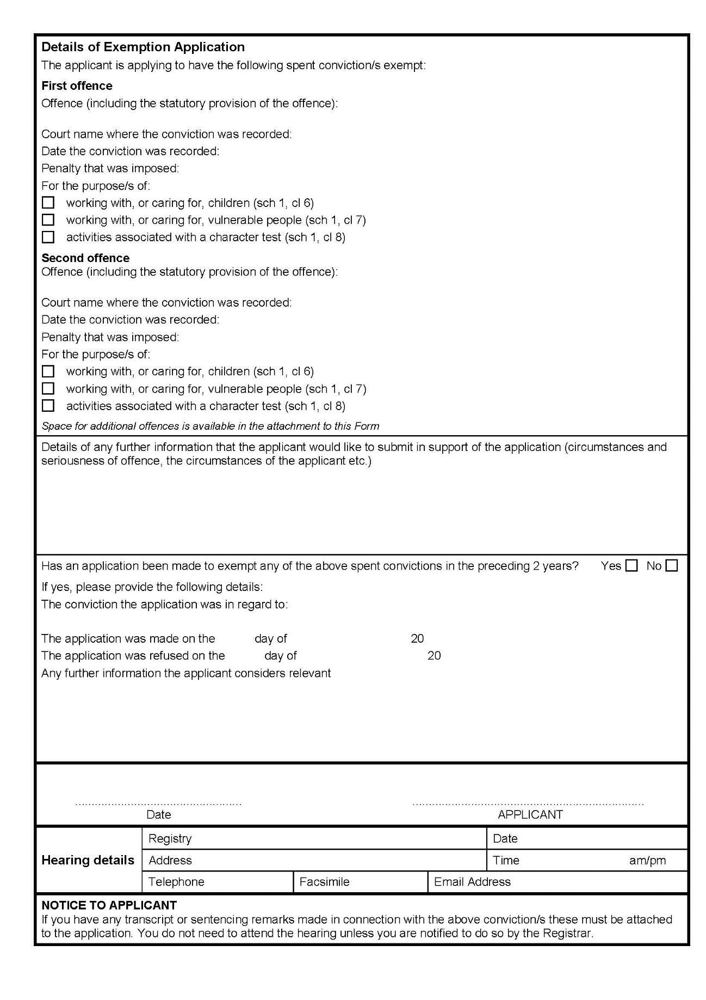 Details of Exemption Application
The applicant is applying to have the following spent conviction/s exempt:
First offence
Offence (including the statutory provision of the offence):
Court name where the conviction was recorded:
Date the conviction was recorded:
Penalty that was imposed:
For the purpose/s of:
working with, or caring for, children (sch 1, cl 6)
working with, or caring for, vulnerable people (sch 1, cl 7)
activities associated with a character test (sch 1, cl 8)
Second offence
Offence (including the statutory provision of the offence):
Court name where the conviction was recorded:
Date the conviction was recorded:
Penalty that was imposed:
For the purpose/s of:
working with, or caring for, children (sch 1, cl 6)
working with, or caring for, vulnerable people (sch 1, cl 7)
activities associated with a character test (sch 1, cl 8)
Space for additional offences is available in the attachment to this Form
Details of any further information that the applicant would like to submit in support of the application (circumstances and
seriousness of offence, the circumstances of the applicant etc.)
Has an application been made to exempt any of the above spent convictions in the preceding 2 years? Yes No
If yes, please provide the following details:
The conviction the application was in regard to:
The application was made on the day of 20
The application was refused on the day of 20
Any further information the applicant considers relevant
Date APPLICANT
Hearing details
Registry Date
Address Time am/pm
Telephone Facsimile Email Address
NOTICE TO APPLICANT
If you have any transcript or sentencing remarks made in connection with the above conviction/s these must be attached
to the application. You do not need to attend the hearing unless you are notified to do so by the Registrar.